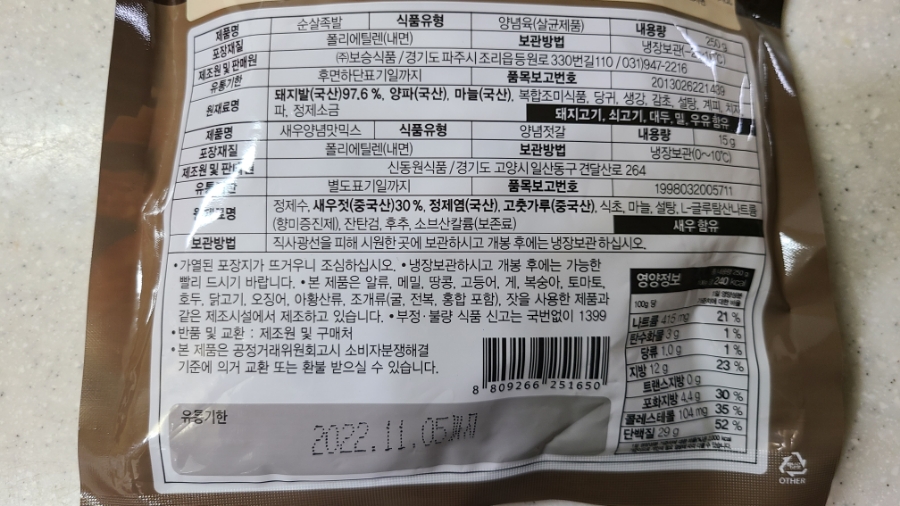 제품명 순살족발 식품유형 양념육(살균제품) 내용량 250 g
포장재질 폴리에틸렌(내면) 보관방법 냉장보관
제조원 및 판매원 ㈜보승식품/경기도 파주시 조리읍 등원로 330번길 110 / 031)947-2216
유통기한 후면하단표기일까지 품목보고번호 2013026221439
원재료명 돼지발(국산)97.6 %, 양파(국산), 마늘(국산), 복합조미식품, 당귀, 생강, 감초, 설탕, 계피,
파, 정제소금 돼지고기, 쇠고기, 대두, 밀, 우유 함유
제품명 새우양념맛믹스 식품유형 양념젓갈 내용량 15 g
포장재질 폴리에틸렌(내면) 보관방법 냉장보관(0~10℃)
제조원 및 신동원식품/경기도 고양시 일산동구 견달산로 264
별도표기일까지 품목보고번호 1998032005711
정제수, 새우젓(중국산)30 %, 정제염(국산), 고춧가루(중국산), 식초, 마늘, 설탕, L-글루탐산나트륨
(향미증진제), 잔탄검, 후추, 소브산칼륨(보존료) 새우 함유
보관방법 직사광선을 피해 시원한 곳에 보관하시고 개봉 후에는 냉장보관 하십시오.
•가열된 포장지가 뜨거우니 조심하십시오. •냉장보관하시고 개봉 후에는 가능한
빨리 드시기 바랍니다. •본 제품은 알류, 메밀, 땅콩, 고등어, 게, 복숭아, 토마토,
호두, 닭고기, 오징어, 아황산류, 조개류(굴, 전복, 홍합 포함), 잣을 사용한 제품과
같은 제조시설에서 제조하고 있습니다. •부정·불량 식품 신고는 국번없이 1399
•반품 및 교환 : 제조원 및 구매처
•본 제품은 공정거래위원회고시 소비자분쟁해결
기준에 의거 교환 또는 환불 받으실 수 있습니다.
8 809266 251650
유통기한
2022.11.05까지
영양정보
240 kcal
100g 당
나트륨 415 mg 21 %
탄수화물 3 g 1 %
당류 1.0 g 1 %
지방 12 g 23 %
트랜스지방 0 g
포화지방 4.4 g 30 %
콜레스테롤 104 mg 35 %
단백질 29 g 52 %
OTHER